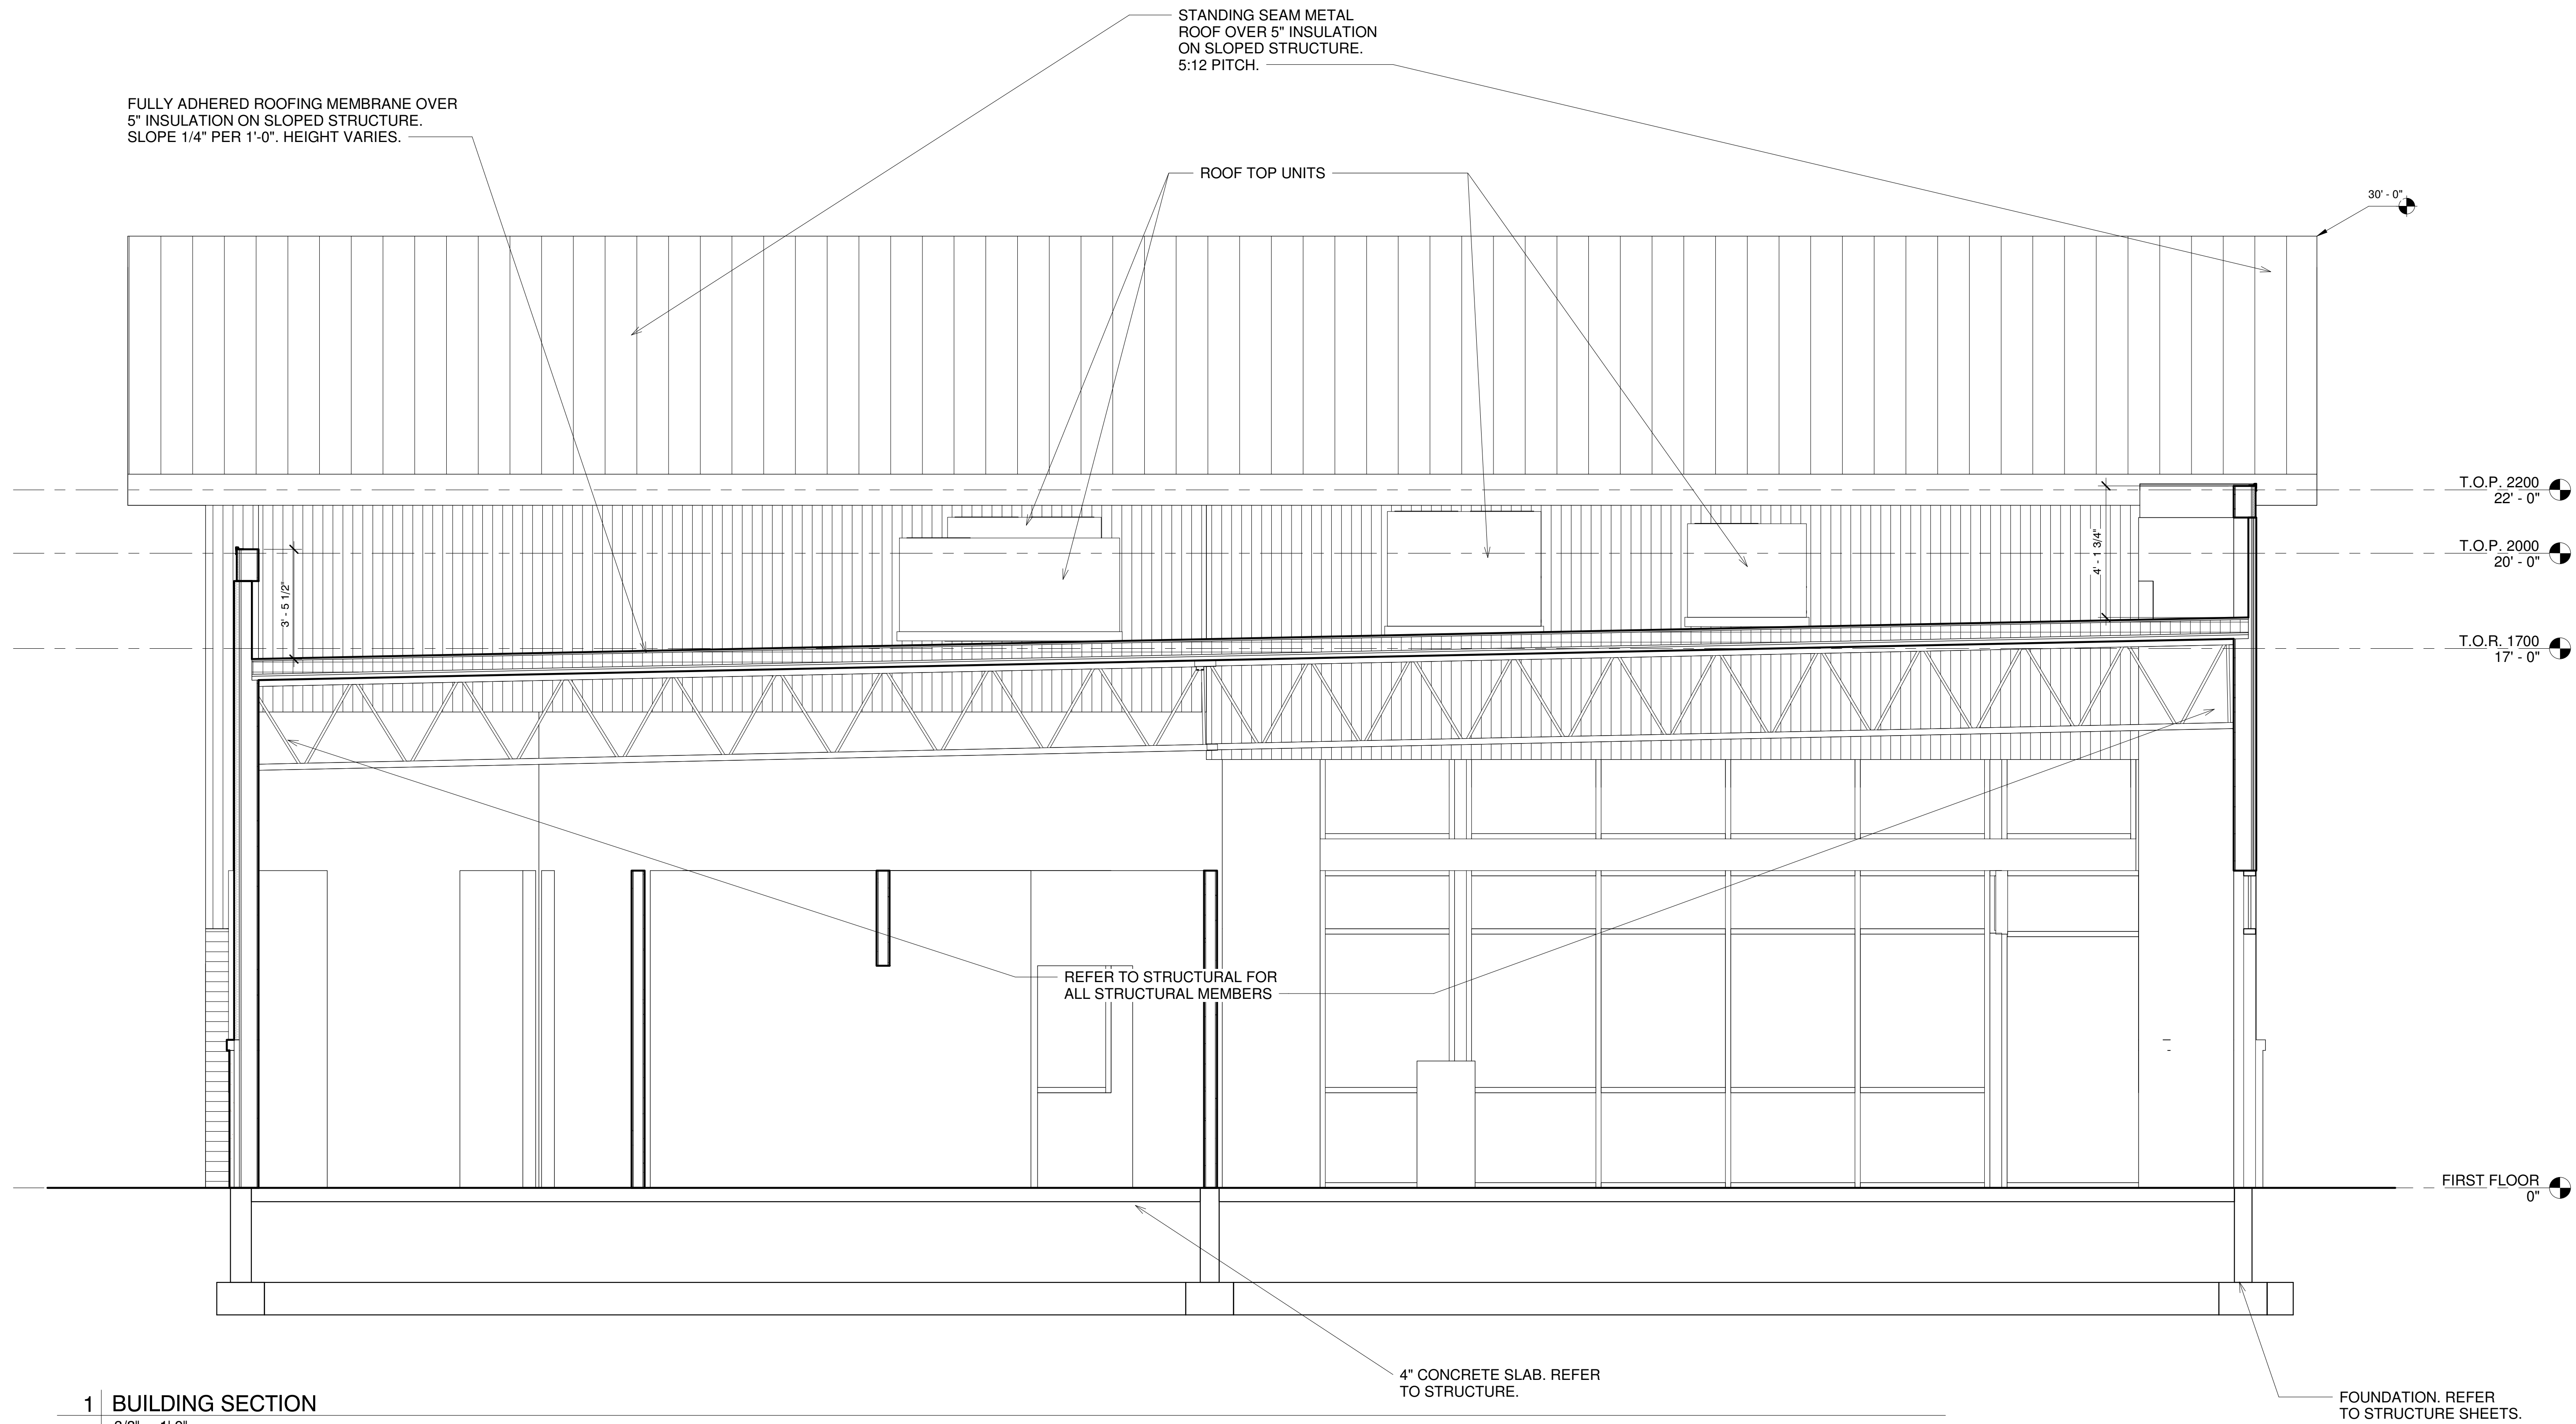 STANDING SEAM METAL
ROOF OVER 5" INSULATION
ON SLOPED STRUCTURE.
5:12 PITCH.
FULLY ADHERED ROOFING MEMBRANE OVER
5" INSULATION ON SLOPED STRUCTURE.
SLOPE 1/4" PER 1'-0". HEIGHT VARIES.
ROOF TOP UNITS
30' - 0"
T.O.P. 2200
22' - 0"
T.O.P. 2000
20' - 0"
4' - 1 3/4"
3' - 5 1/2"
T.O.R. 1700
17' - 0"
REFER TO STRUCTURAL FOR
ALL STRUCTURAL MEMBERS
FIRST FLOOR
0"
4" CONCRETE SLAB. REFER
TO STRUCTURE.
FOUNDATION. REFER
TO STRUCTURE SHEETS.
1 BUILDING SECTION